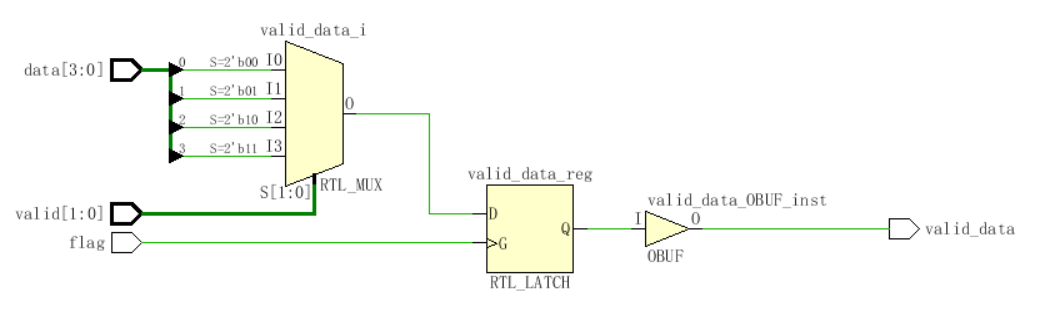 valid_data_i
data[3:0]
0 S=2'b00 I0
1 S=2'b01 I1
2 S=2'b10 I2
3 S=2'b11 I3
O
S[1:0]
RTL_MUX
valid[1:0]
flag
valid_data_reg
D
G
Q
RTL_LATCH
valid_data_OBUF_inst
I
O
OBUF
valid_data